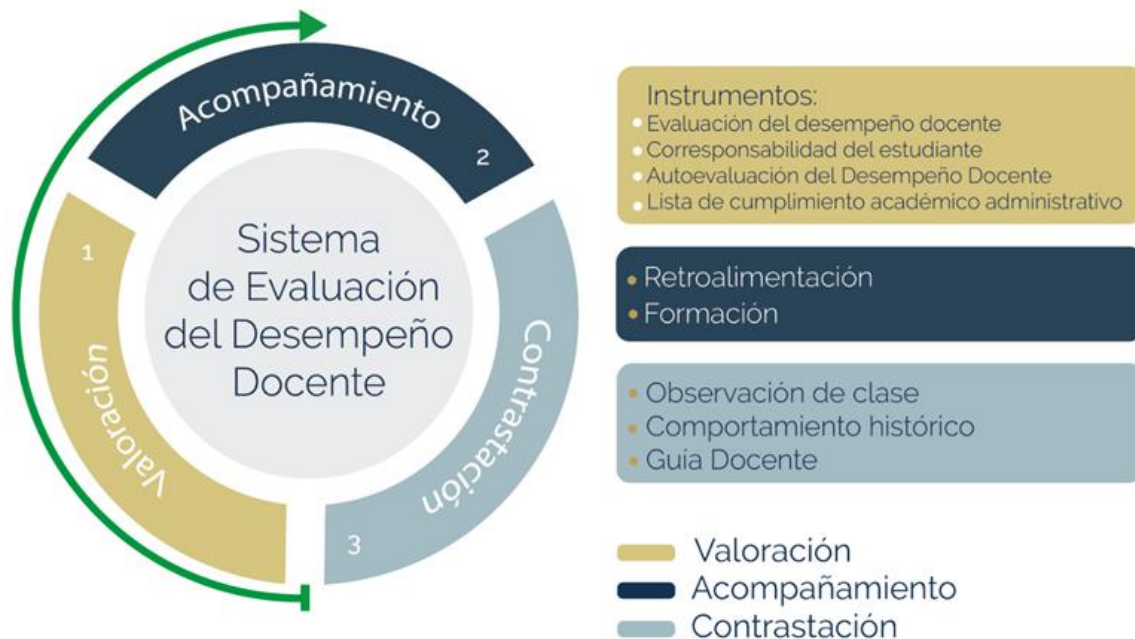 Acompañamiento
2
1
Valoración
Sistema
de Evaluación
del Desempeño
Docente
Contrastación
3
Instrumentos:
Evaluación del desempeño docente
Corresponsabilidad del estudiante
Autoevaluación del Desempeño Docente
Lista de cumplimiento académico administrativo
Retroalimentación
Formación
Observación de clase
Comportamiento histórico
Guía Docente
Valoración
Acompañamiento
Contrastación